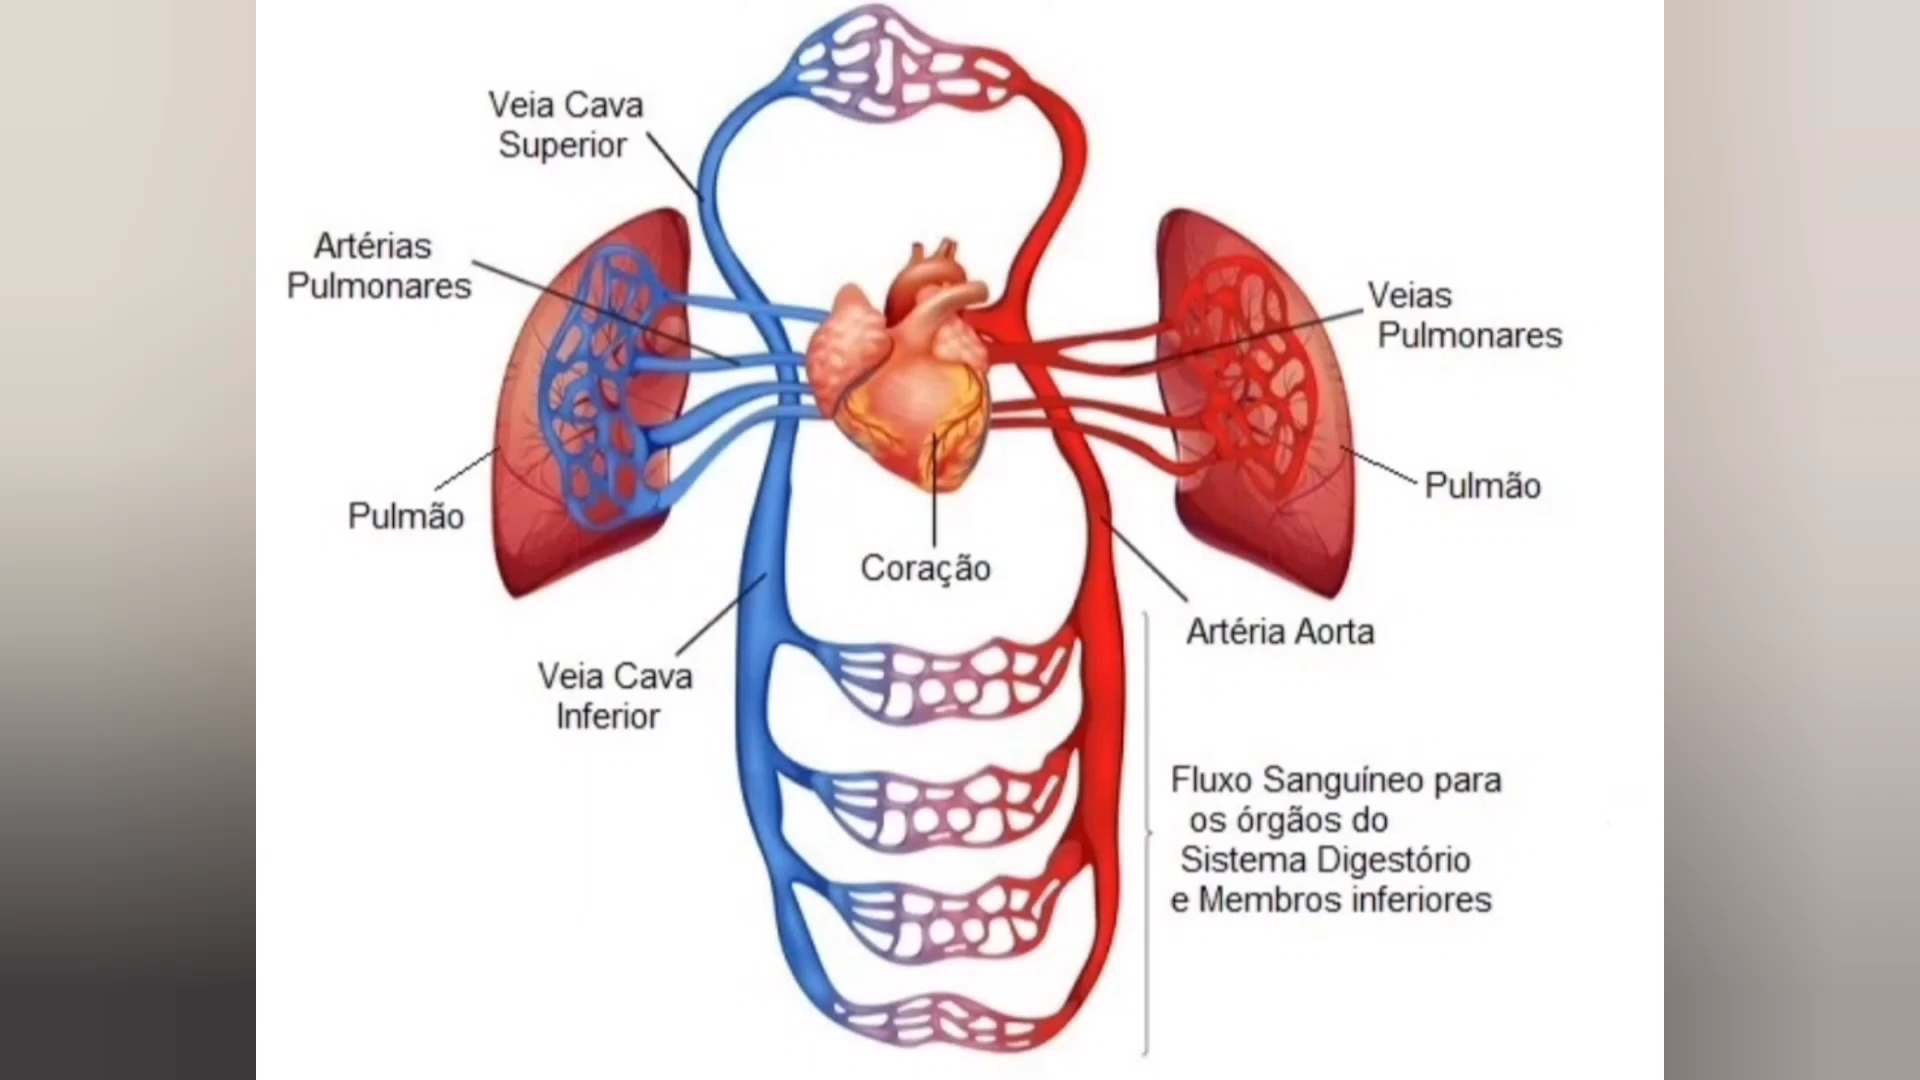 Veia Cava
Superior
Artérias
Pulmonares
Veias
Pulmonares
Pulmão
Pulmão
Coração
Artéria Aorta
Veia Cava
Inferior
Fluxo Sanguíneo para
os órgãos do
Sistema Digestório
e Membros inferiores